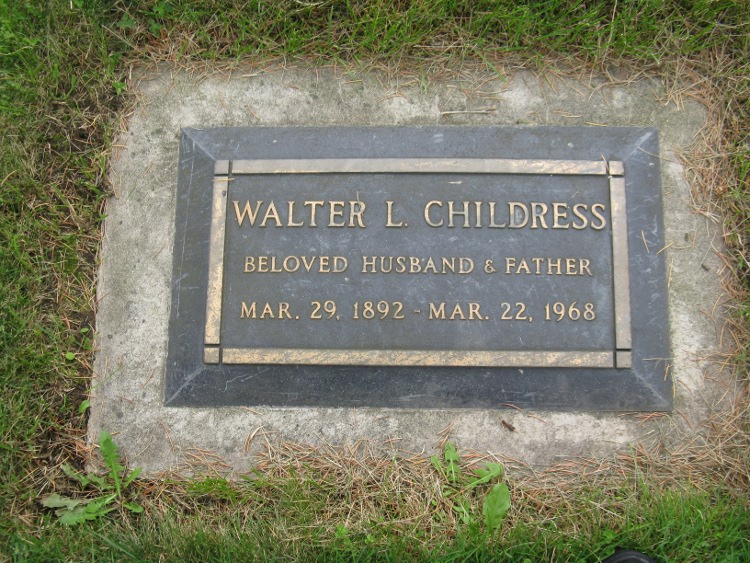 WALTER L. CHILDRESS
BELOVED HUSBAND & FATHER
MAR. 29, 1892 - MAR. 22, 1968